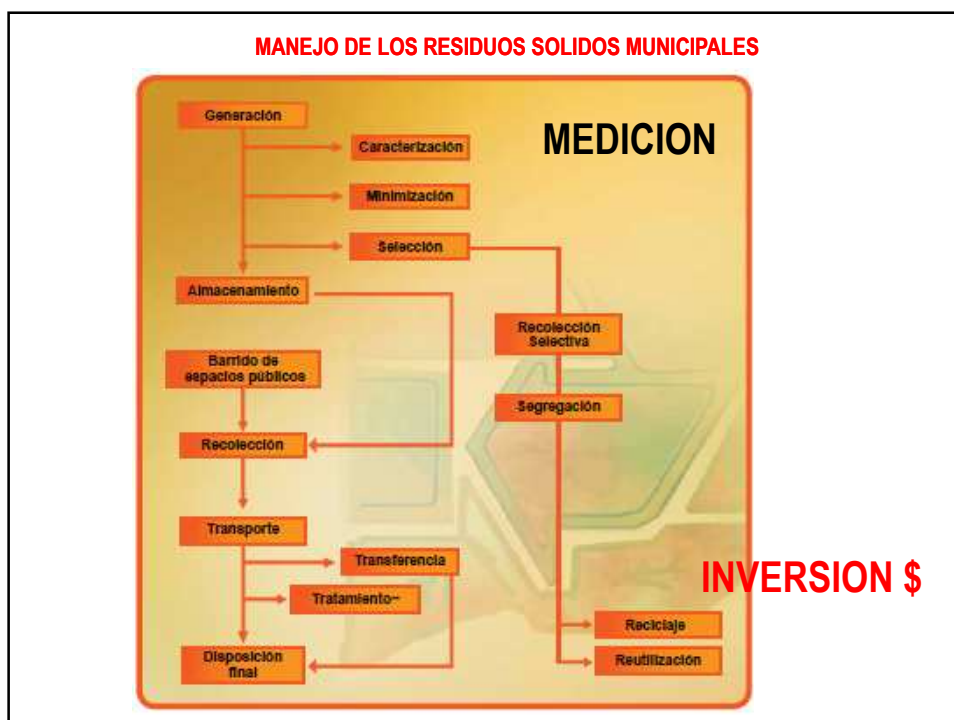 MANEJO DE LOS RESIDUOS SOLIDOS MUNICIPALES
Generación
MEDICION
Caracterización
Minimización
Selección
Almacenamiento
Recolección
Selectiva
Barrido de
espacios públicos
Segregación
Recolección
Transporte
Transferencia
INVERSION $
Tratamiento–
Reciclaje
Disposición
final
Reutilización